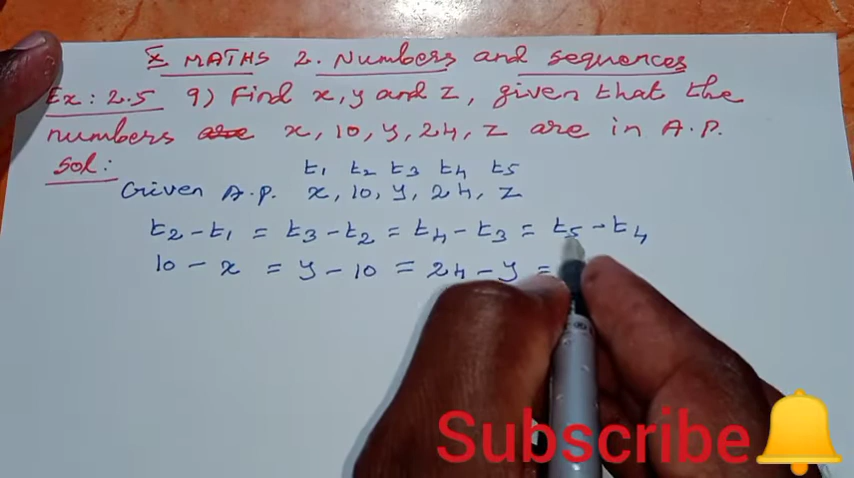 X MATHS 2. Numbers and sequences
Ex: 2.5 9) Find x, y and z, given that the
numbers are x, 10, y, 24, z are in A.P.
Sol:
t1 t2 t3 t4 t5
Given A.P. x, 10, y, 24, z
t2 - t1 = t3 - t2 = t4 - t3 = t5 - t4
10 - x = y - 10 = 24 - y =
Subscribe